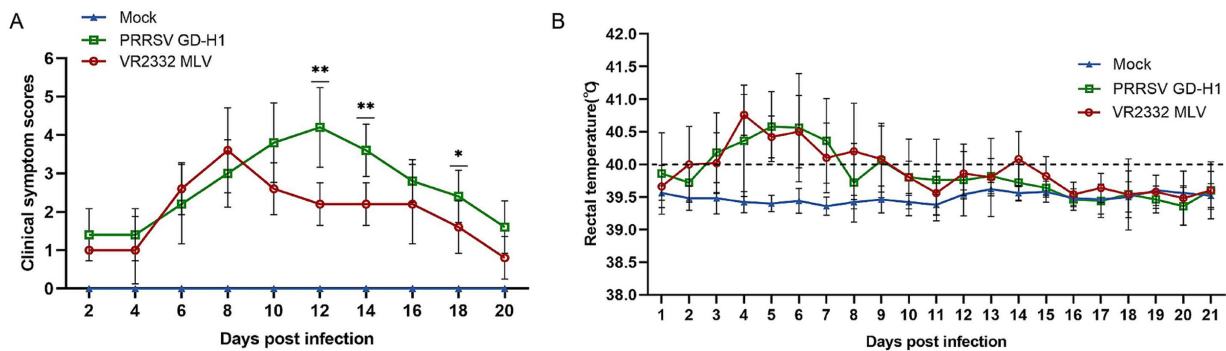 A
Mock
PRRSV GD-H1
VR2332 MLV
Clinical symptom scores
6
5
4
3
2
1
0
** ** *
2 4 6 8 10 12 14 16 18 20
Days post infection
B
Mock
PRRSV GD-H1
VR2332 MLV
Rectal temperature(℃)
42.0
41.5
41.0
40.5
40.0
39.5
39.0
38.5
38.0
1 2 3 4 5 6 7 8 9 10 11 12 13 14 15 16 17 18 19 20 21
Days post infection